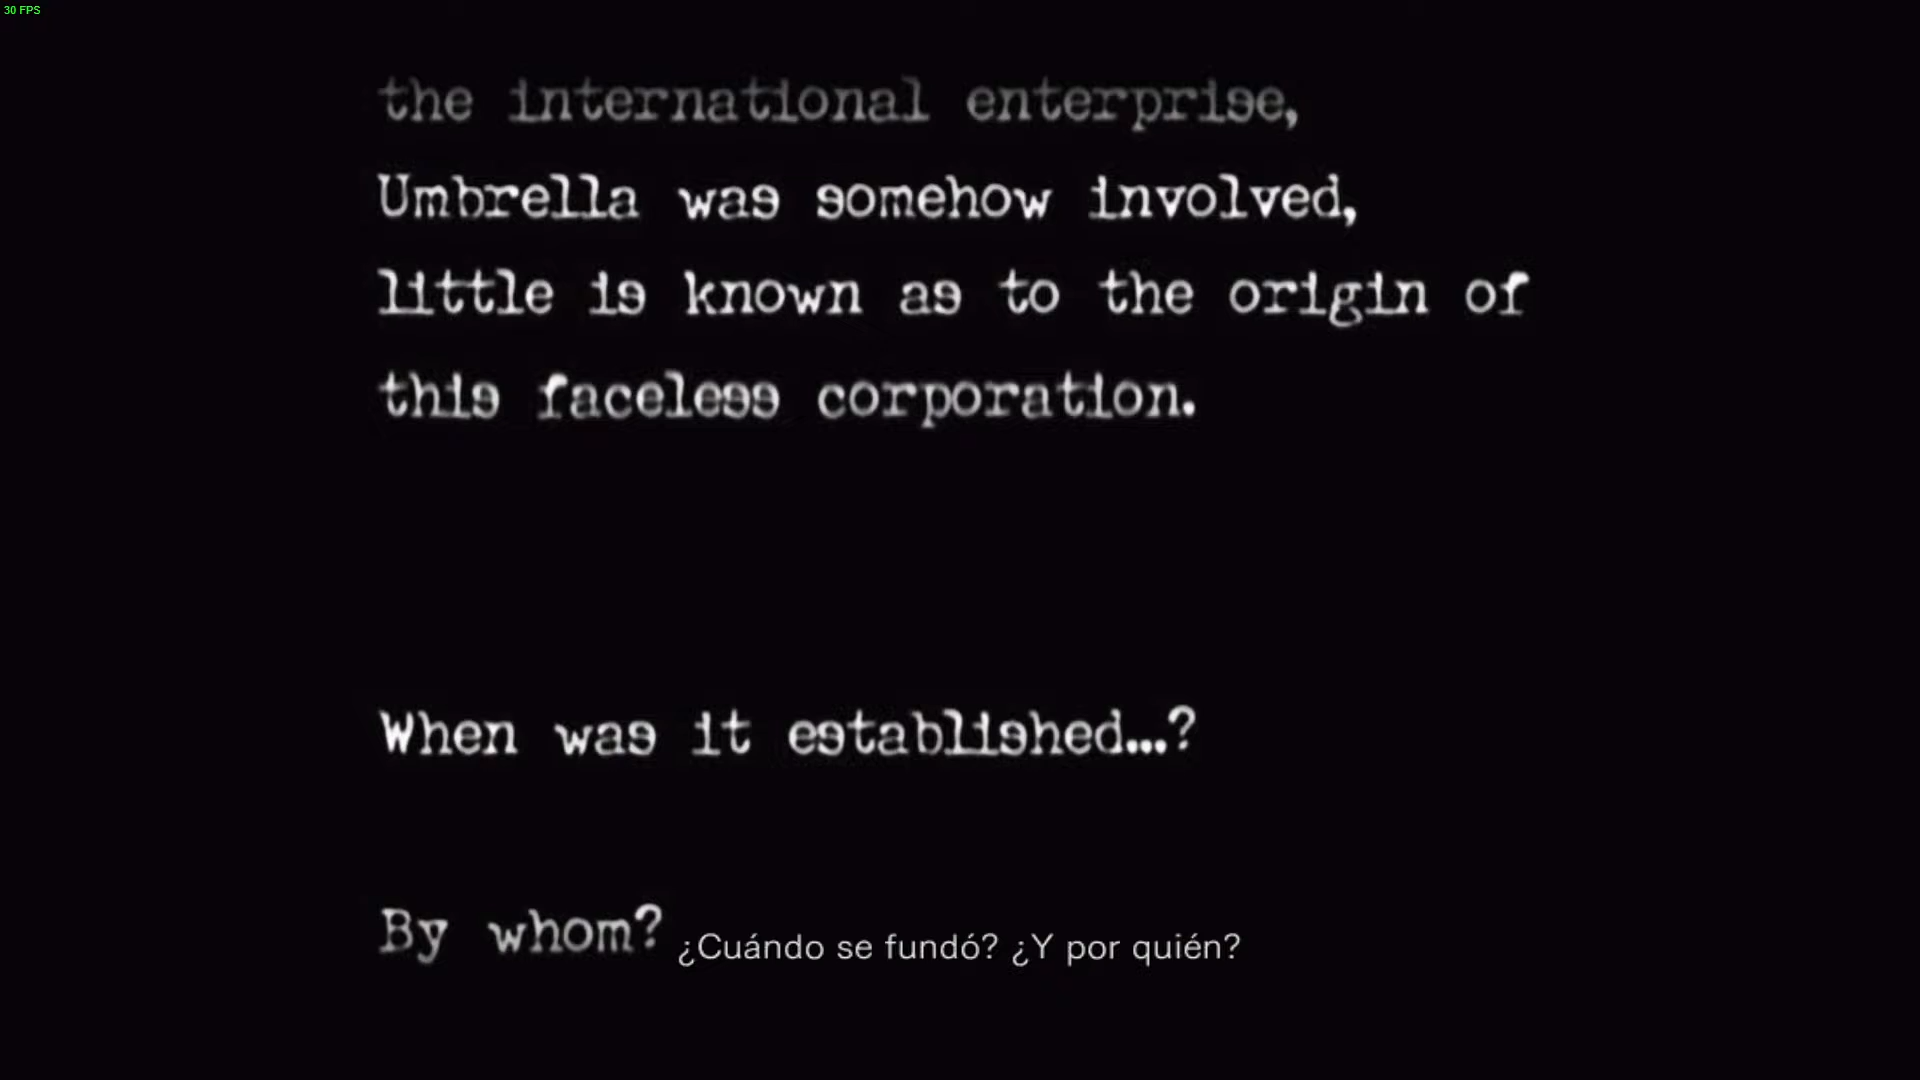 30 FPS
the international enterprise,
Umbrella was somehow involved,
little is known as to the origin of
this faceless corporation.
When was it established...?
By whom?
¿Cuándo se fundó? ¿Y por quién?